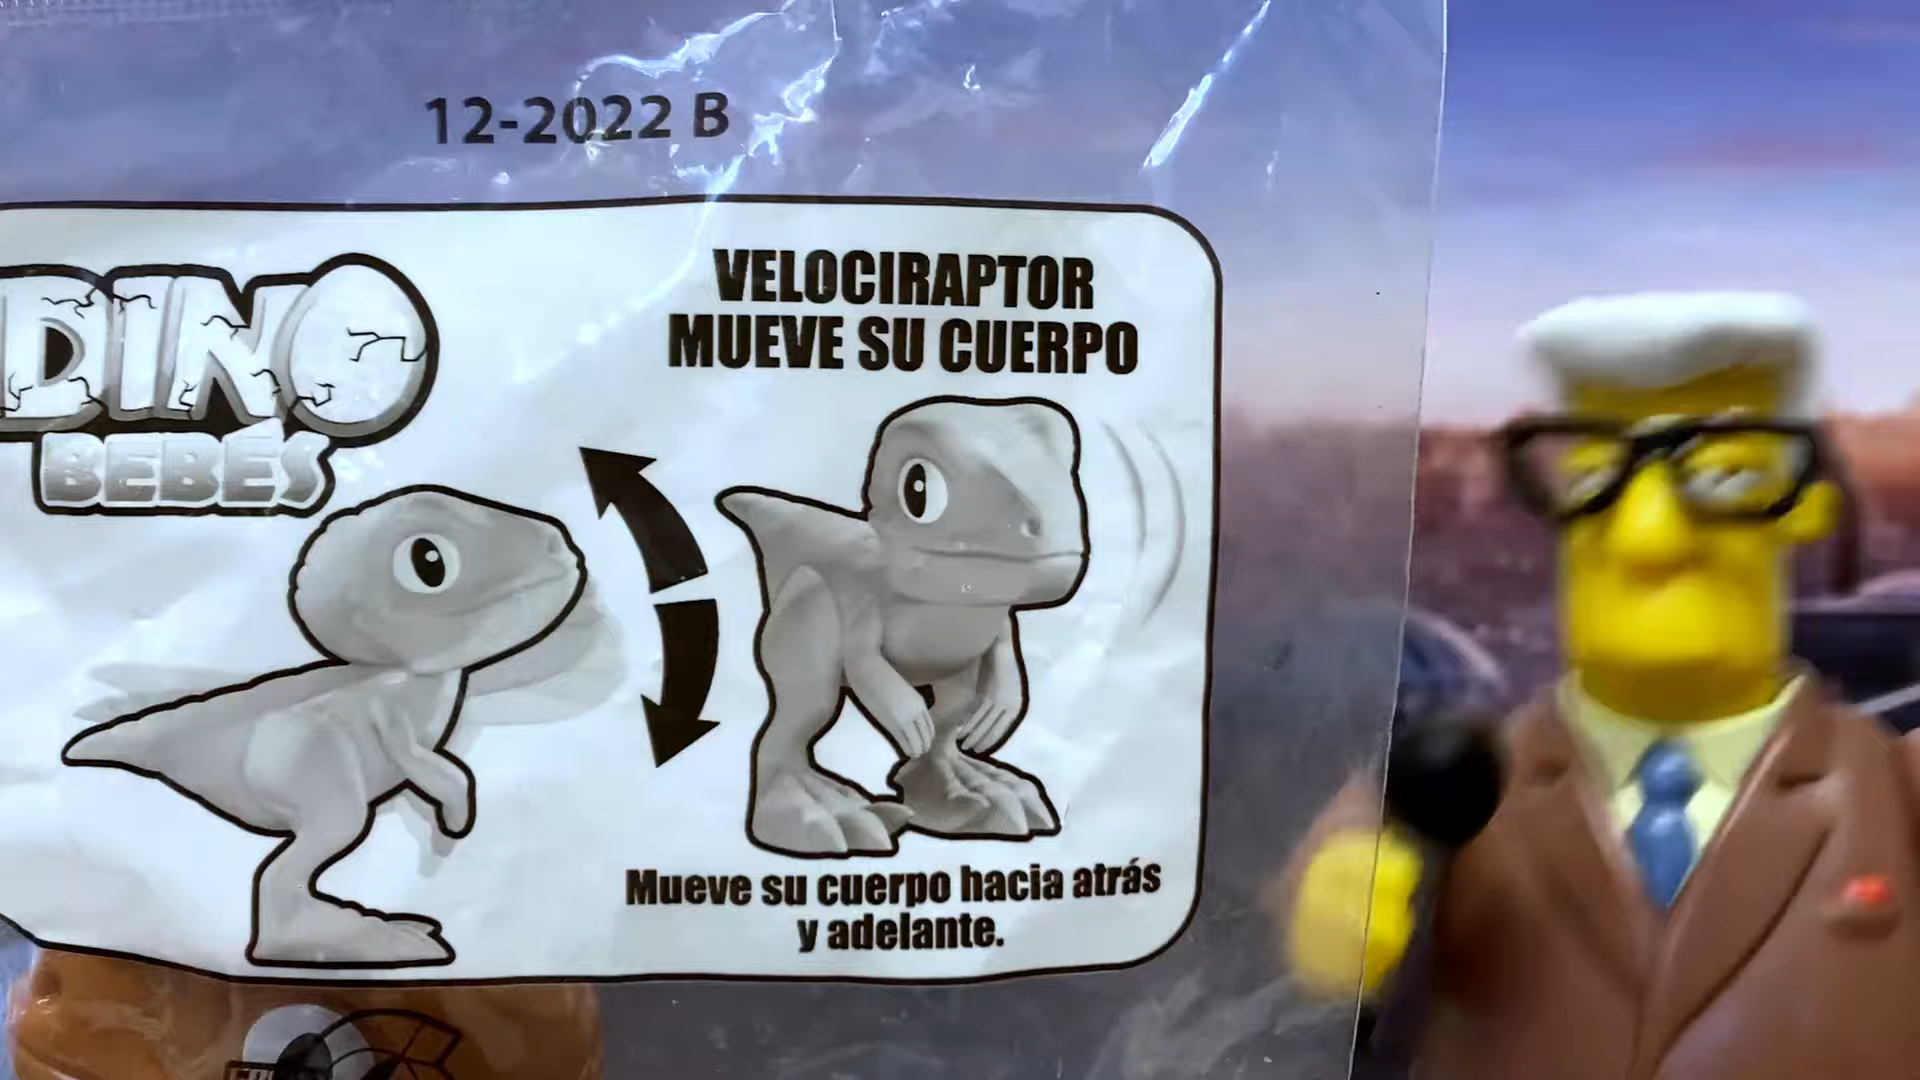 12-2022 B
DINO
BEBÉS
VELOCIRAPTOR
MUEVE SU CUERPO
Mueve su cuerpo hacia atrás
y adelante.